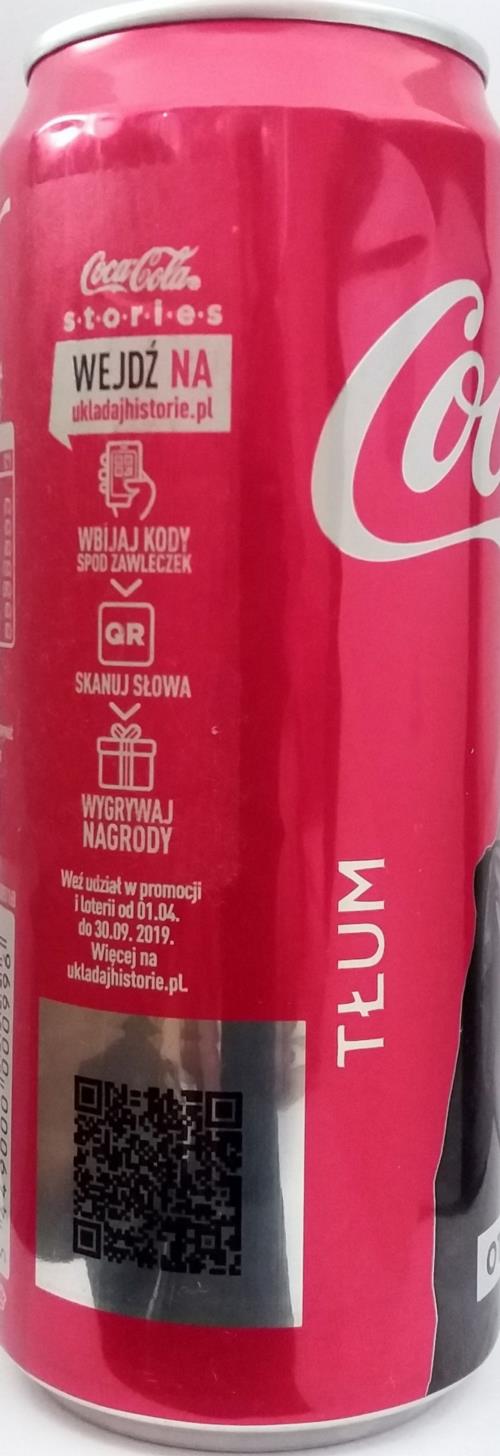 Coca-Cola
s·t·o·r·i·e·s
WEJDŹ NA
ukladajhistorie.pl
WBIJAJ KODY
SPOD ZAWLECZEK
QR
SKANUJ SŁOWA
WYGRYWAJ
NAGRODY
Weź udział w promocji
i loterii od 01.04.
do 30.09. 2019.
Więcej na
ukladajhistorie.pl.
TŁUM